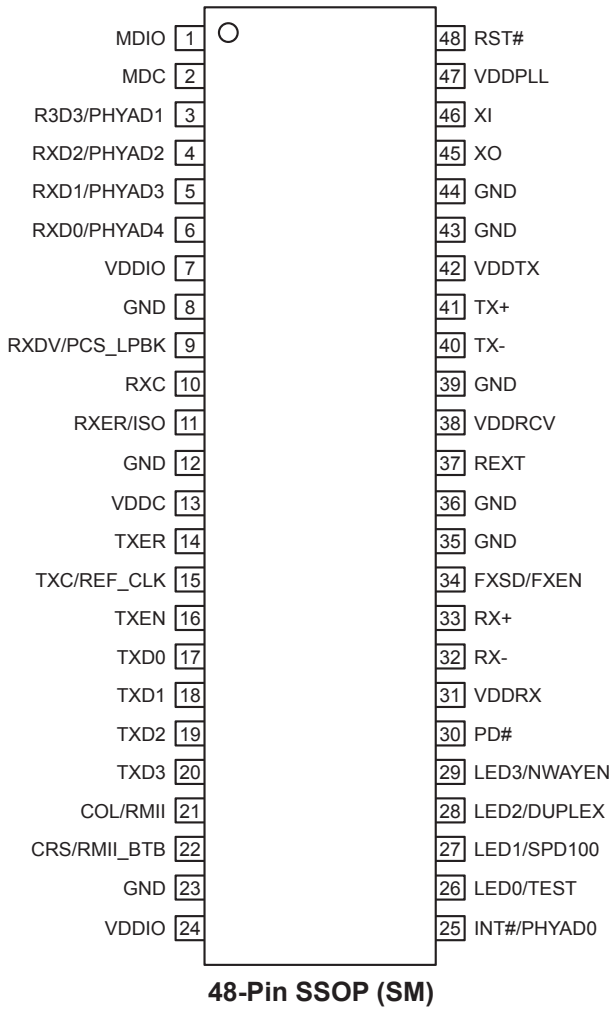 MDIO 1 48 RST#
MDC 2 47 VDDPLL
R3D3/PHYAD1 3 46 XI
RXD2/PHYAD2 4 45 XO
RXD1/PHYAD3 5 44 GND
RXD0/PHYAD4 6 43 GND
VDDIO 7 42 VDDTX
GND 8 41 TX+
RXDV/PCS_LPBK 9 40 TX-
RXC 10 39 GND
RXER/ISO 11 38 VDDRCV
GND 12 37 REXT
VDDC 13 36 GND
TXER 14 35 GND
TXC/REF_CLK 15 34 FXSD/FXEN
TXEN 16 33 RX+
TXD0 17 32 RX-
TXD1 18 31 VDDRX
TXD2 19 30 PD#
TXD3 20 29 LED3/NWAYEN
COL/RMII 21 28 LED2/DUPLEX
CRS/RMII_BTB 22 27 LED1/SPD100
GND 23 26 LED0/TEST
VDDIO 24 25 INT#/PHYAD0
48-Pin SSOP (SM)